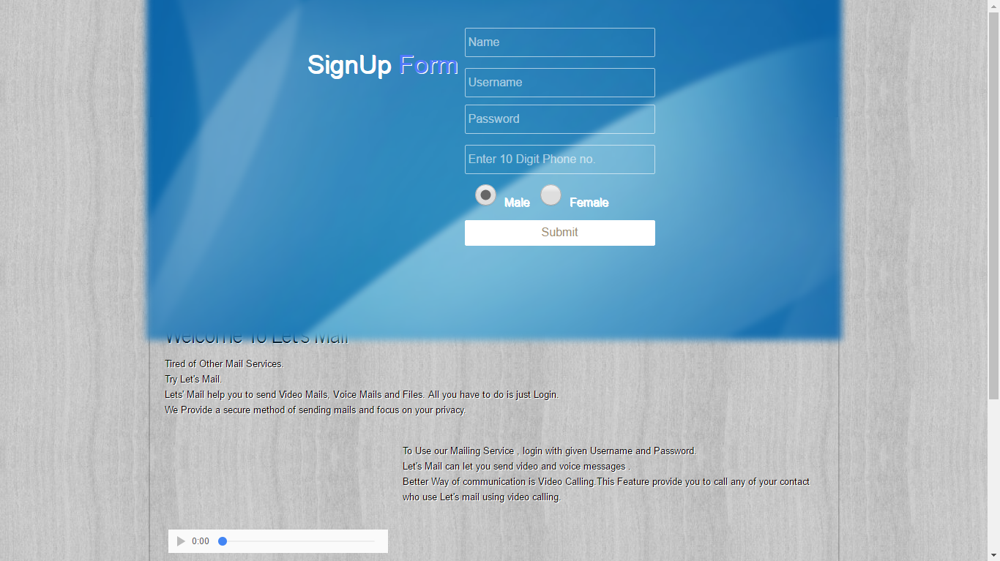 SignUp Form
Name
Username
Password
Enter 10 Digit Phone no.
Male Female
Submit
Welcome To Let's Mail
Tired of Other Mail Services.
Try Let's Mail.
Lets' Mail help you to send Video Mails, Voice Mails and Files. All you have to do is just Login.
We Provide a secure method of sending mails and focus on your privacy.
To Use our Mailing Service , login with given Username and Password.
Let's Mail can let you send video and voice messages .
Better Way of communication is Video Calling.This Feature provide you to call any of your contact
who use Let's mail using video calling.
0:00